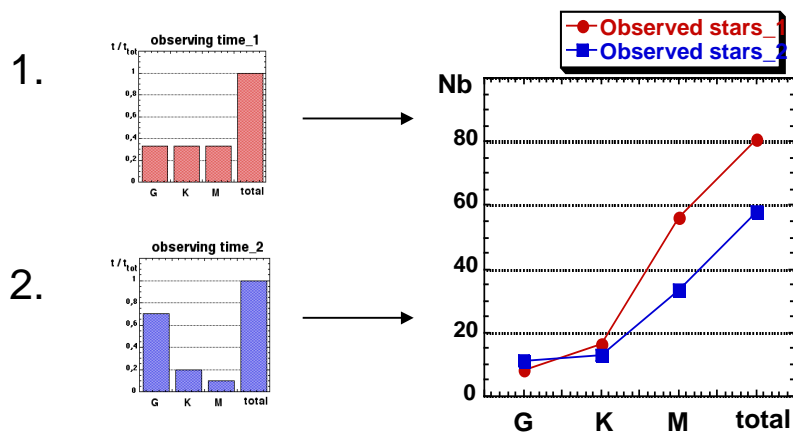 1.
observing time_1
t / t_tot
1
0,8
0,6
0,4
0,2
0
G K M total
2.
observing time_2
t / t_tot
1
0,8
0,6
0,4
0,2
0
G K M total
Observed stars_1
Observed stars_2
Nb
80
60
40
20
0
G K M total